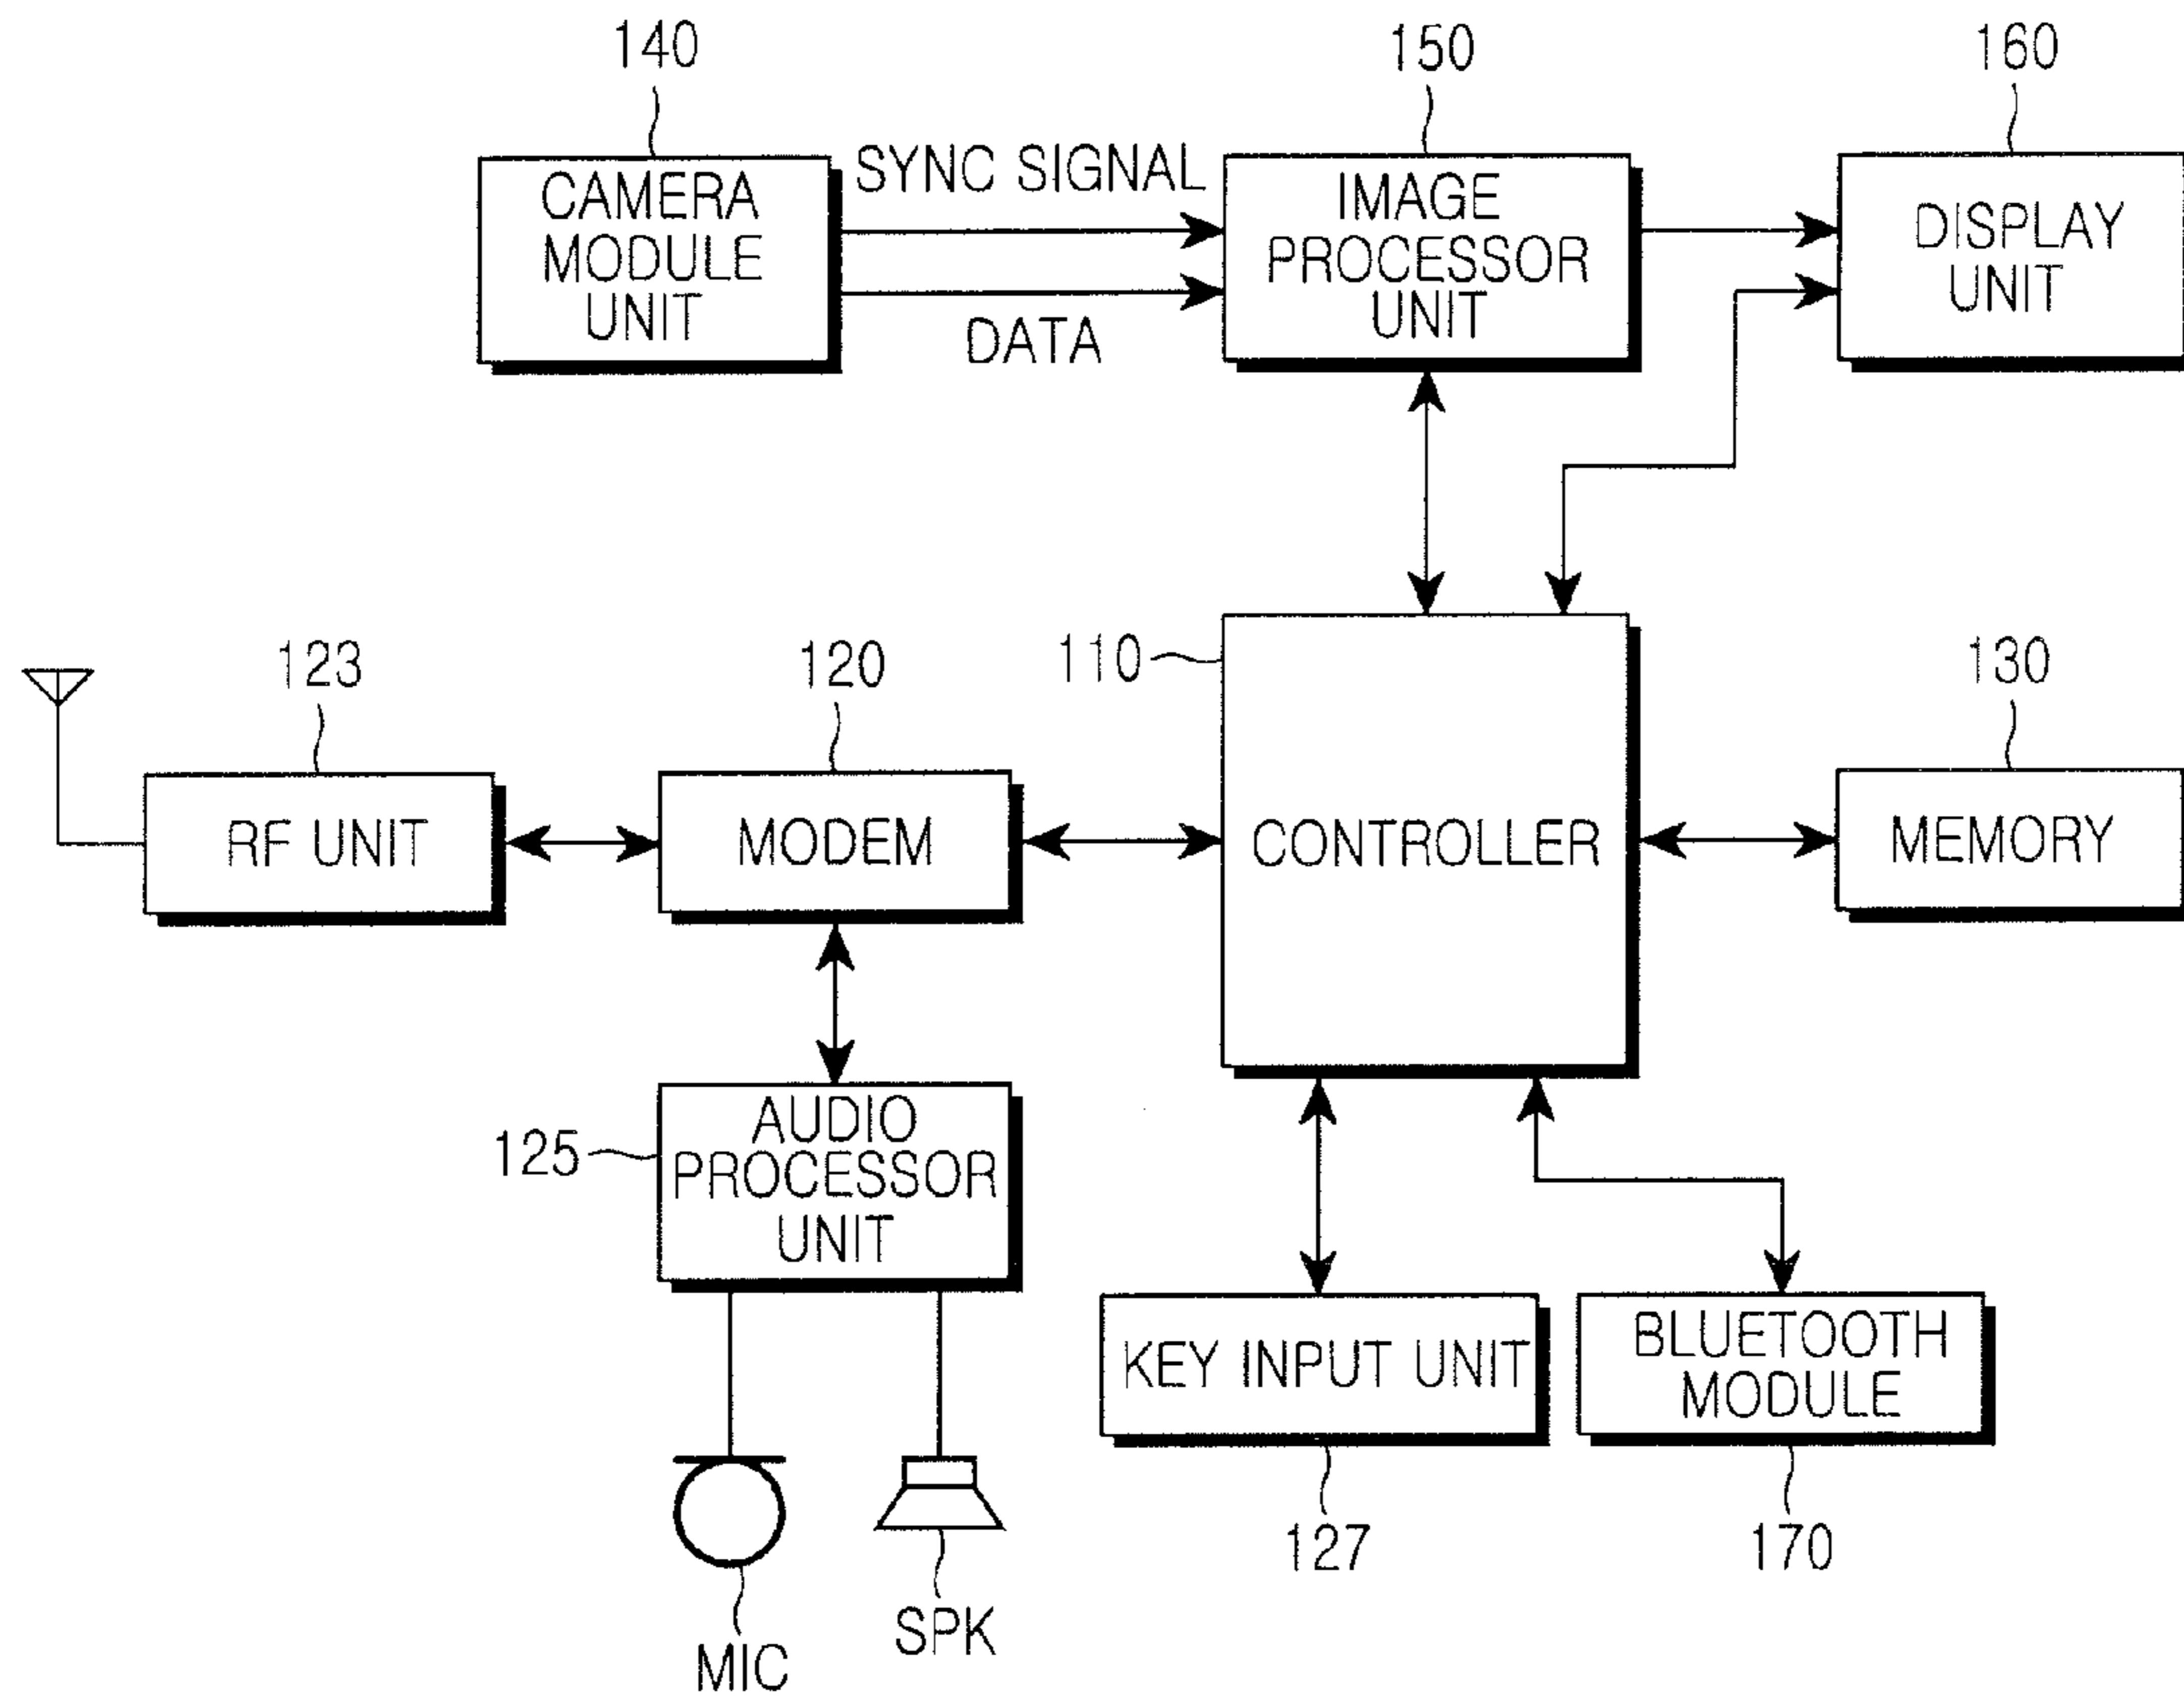 140
150
160
CAMERA
MODULE
UNIT
SYNC SIGNAL
DATA
IMAGE
PROCESSOR
UNIT
DISPLAY
UNIT
123
120
110
130
RF UNIT
MODEM
CONTROLLER
MEMORY
125
AUDIO
PROCESSOR
UNIT
KEY INPUT UNIT
BLUETOOTH
MODULE
127
170
MIC
SPK